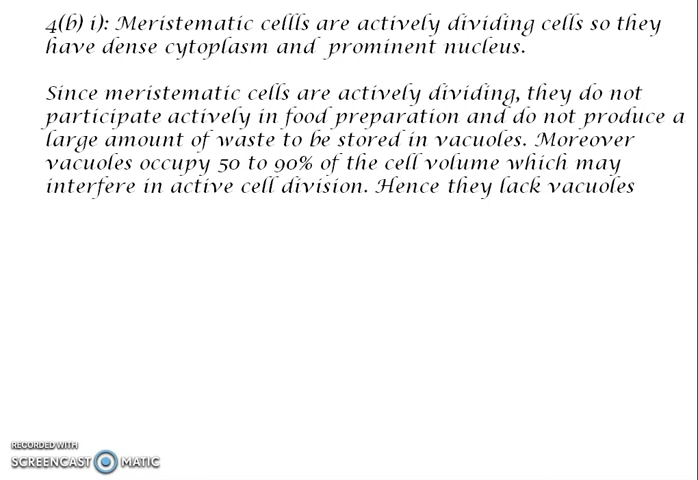 4(b) i): Meristematic cellls are actively dividing cells so they
have dense cytoplasm and prominent nucleus.
Since meristematic cells are actively dividing, they do not
participate actively in food preparation and do not produce a
large amount of waste to be stored in vacuoles. Moreover
vacuoles occupy 50 to 90% of the cell volume which may
interfere in active cell division. Hence they lack vacuoles
RECORDED WITH
SCREENCAST MATIC